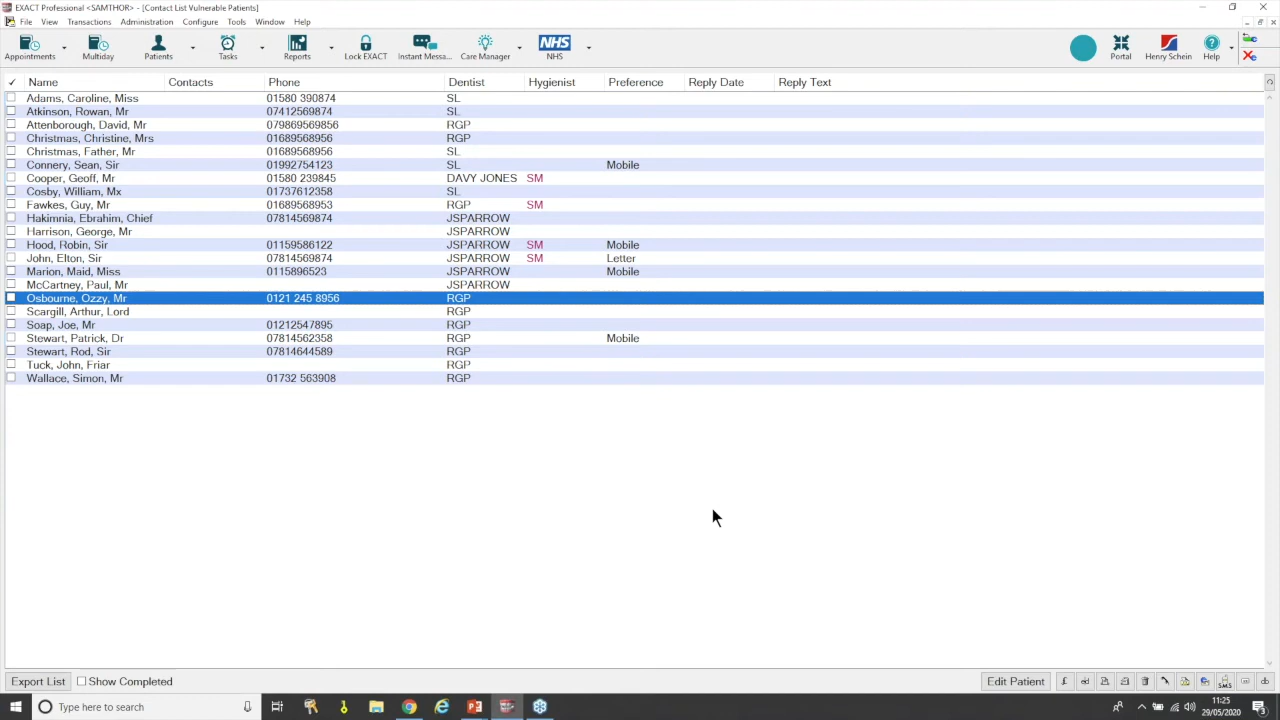 EXACT Professional <SAMTHOR> - [Contact List Vulnerable Patients]
File View Transactions Administration Configure Tools Window Help
Appointments Multiday Patients Tasks Reports Lock EXACT Instant Messa... Care Manager NHS NHS Portal Henry Schein Help
✓ Name Contacts Phone Dentist Hygienist Preference Reply Date Reply Text
Adams, Caroline, Miss 01580 390874 SL
Atkinson, Rowan, Mr 07412569874 SL
Attenborough, David, Mr 079869569856 RGP
Christmas, Christine, Mrs 01689568956 RGP
Christmas, Father, Mr 01689568956 SL
Connery, Sean, Sir 01992754123 SL Mobile
Cooper, Geoff, Mr 01580 239845 DAVY JONES SM
Cosby, William, Mx 01737612358 SL
Fawkes, Guy, Mr 01689568953 RGP SM
Hakimnia, Ebrahim, Chief 07814569874 JSPARROW
Harrison, George, Mr JSPARROW
Hood, Robin, Sir 01159586122 JSPARROW SM Mobile
John, Elton, Sir 07814569874 JSPARROW SM Letter
Marion, Maid, Miss 0115896523 JSPARROW Mobile
McCartney, Paul, Mr JSPARROW
Osbourne, Ozzy, Mr 0121 245 8956 RGP
Scargill, Arthur, Lord RGP
Soap, Joe, Mr 01212547895 RGP
Stewart, Patrick, Dr 07814562358 RGP Mobile
Stewart, Rod, Sir 07814644589 RGP
Tuck, John, Friar RGP
Wallace, Simon, Mr 01732 563908 RGP
Export List Show Completed Edit Patient SMS
Type here to search
11:25
29/05/2020
3